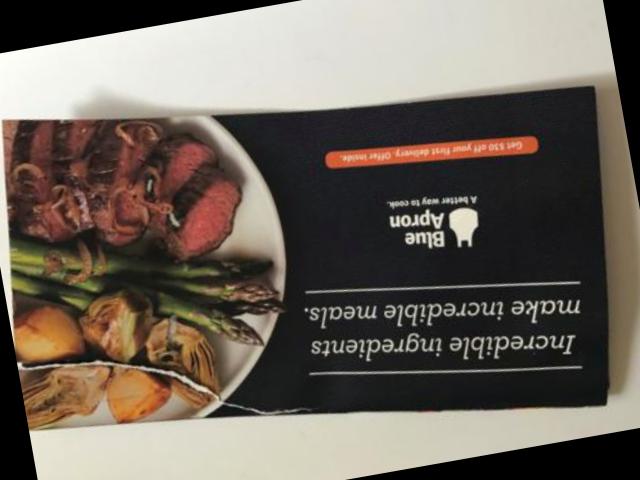 Incredible ingredients
make incredible meals.
Blue
Apron
A better way to cook.
Get $30 off your first delivery. Offer inside.